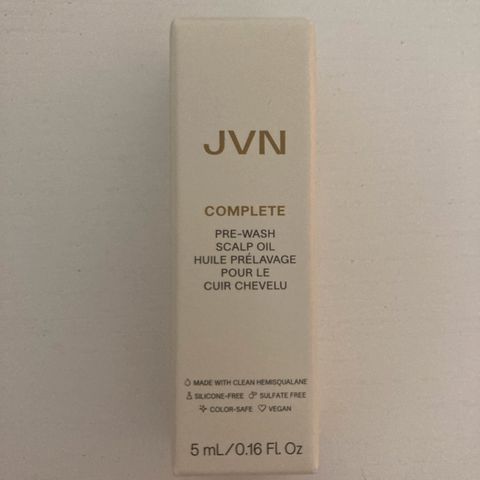 JVN
COMPLETE
PRE-WASH
SCALP OIL
HUILE PRÉLAVAGE
POUR LE
CUIR CHEVELU
MADE WITH CLEAN HEMISQUALANE
SILICONE-FREE SULFATE FREE
COLOR-SAFE VEGAN
5 mL/0.16 Fl. Oz